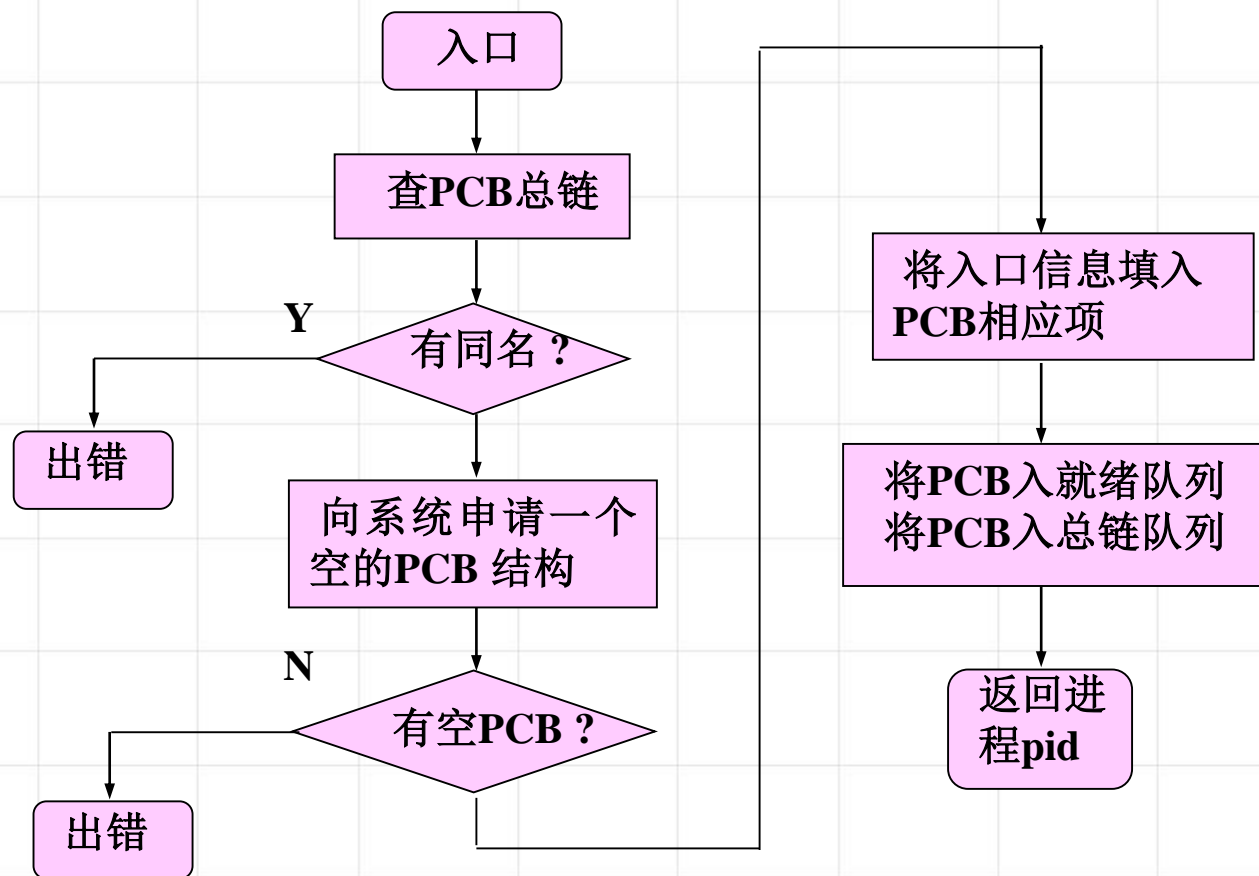 入口
查PCB总链
Y
有同名？
出错
向系统申请一个
空的PCB 结构
N
有空PCB？
出错
将入口信息填入
PCB相应项
将PCB入就绪队列
将PCB入总链队列
返回进
程pid